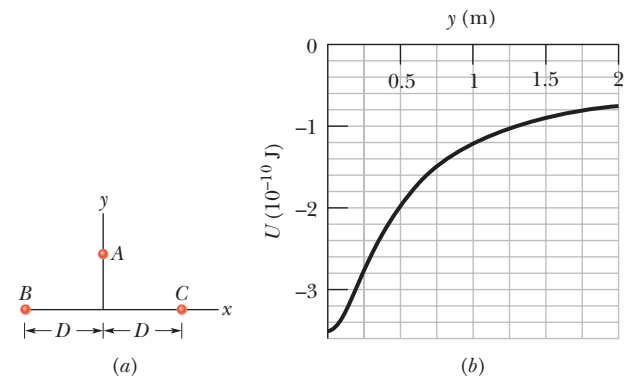 y (m)
0
0.5 1 1.5 2
–1
–2
–3
U (10⁻¹⁰ J)
y
A
B C x
D D
(a) (b)